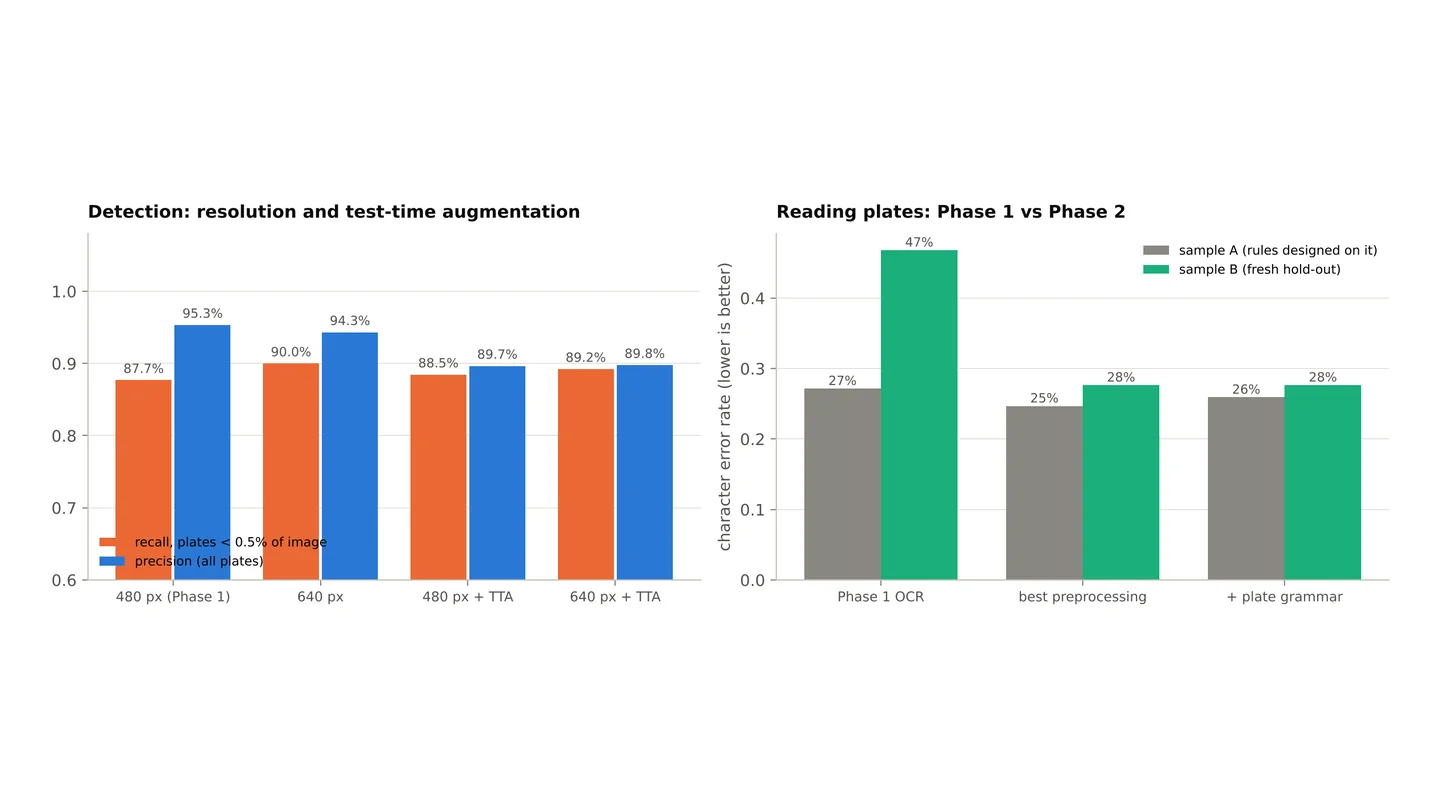 Detection: resolution and test-time augmentation
1.0
0.9
0.8
0.7
0.6
87.7%
95.3%
90.0%
94.3%
88.5%
89.7%
89.2%
89.8%
recall, plates < 0.5% of image
precision (all plates)
480 px (Phase 1)
640 px
480 px + TTA
640 px + TTA
Reading plates: Phase 1 vs Phase 2
character error rate (lower is better)
0.4
0.3
0.2
0.1
0.0
27%
47%
25%
28%
26%
28%
sample A (rules designed on it)
sample B (fresh hold-out)
Phase 1 OCR
best preprocessing
+ plate grammar